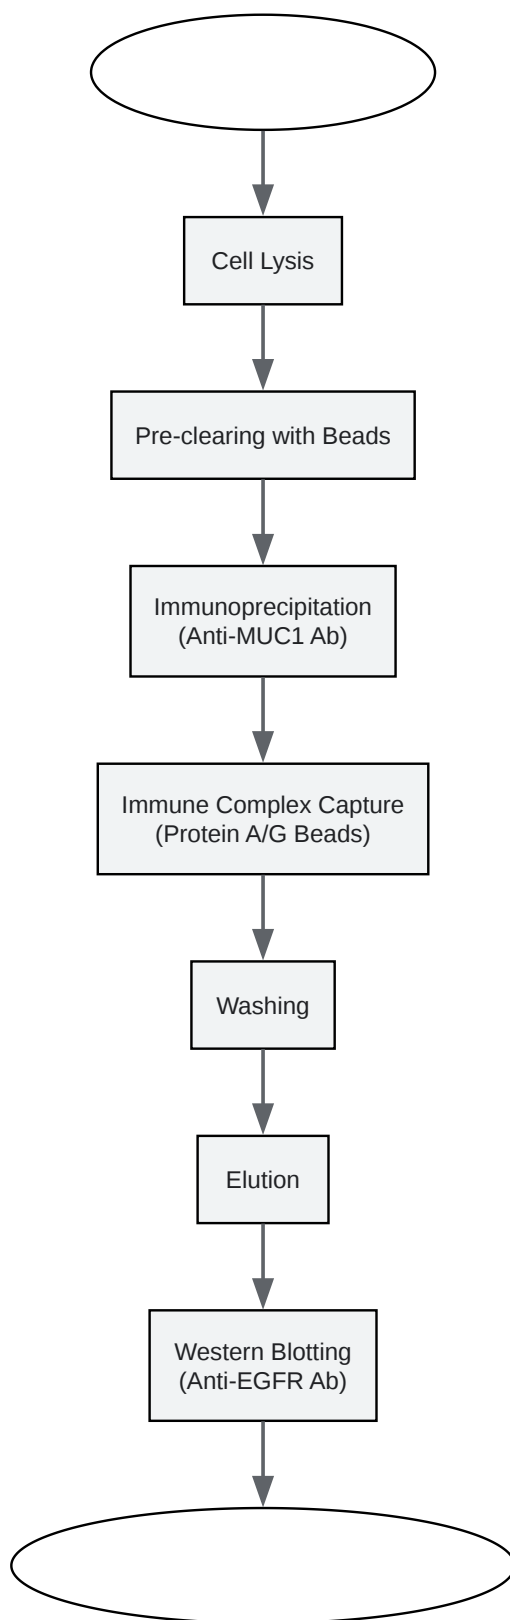 Cell Lysis
Pre-clearing with Beads
Immunoprecipitation
(Anti-MUC1 Ab)
Immune Complex Capture
(Protein A/G Beads)
Washing
Elution
Western Blotting
(Anti-EGFR Ab)